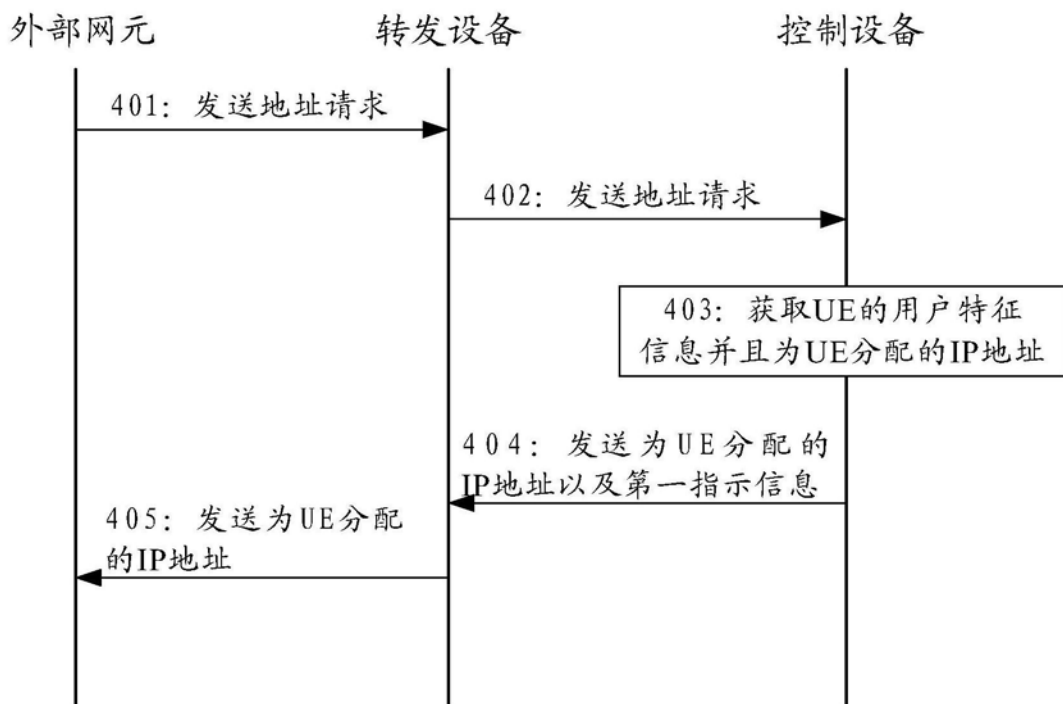 外部网元
转发设备
控制设备
401: 发送地址请求
402: 发送地址请求
403: 获取UE的用户特征
信息并且为UE分配的IP地址
404: 发送为UE分配的
IP地址以及第一指示信息
405: 发送为UE分配
的IP地址